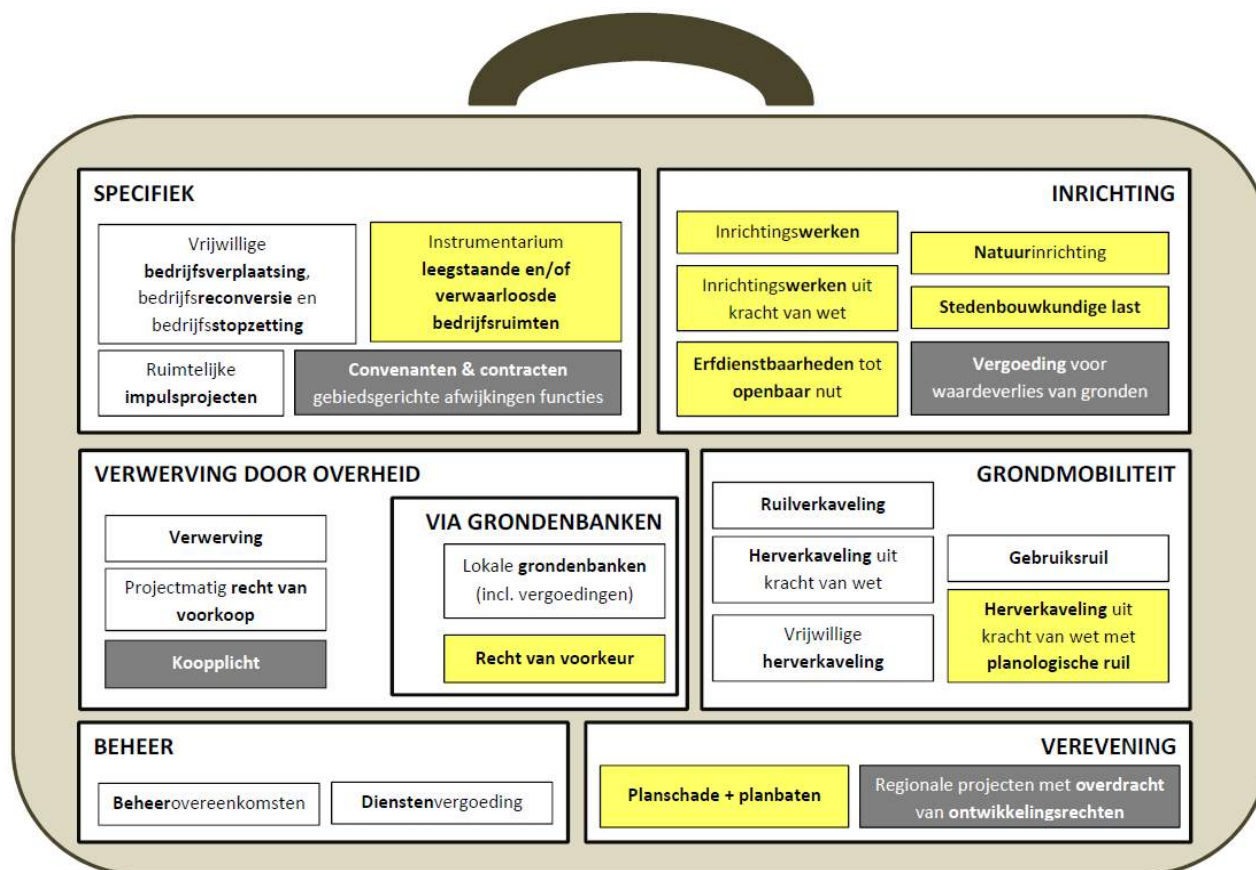 SPECIFIEK
Vrijwillige
bedrijfsverplaatsing,
bedrijfsreconversie en
bedrijfsstopzetting
Instrumentarium
leegstaande en/of
verwaarloosde
bedrijfsruimten
Ruimtelijke
impulsprojecten
Convenanten & contracten
gebiedsgerichte afwijkingen functies
INRICHTING
Inrichtingswerken
Inrichtingswerken uit
kracht van wet
Erfdienstbaarheden tot
openbaar nut
Natuurinrichting
Stedenbouwkundige last
Vergoeding voor
waardeverlies van gronden
VERWERVING DOOR OVERHEID
Verwerving
Projectmatig recht van
voorkoop
Koopplicht
VIA GRONDENBANKEN
Lokale grondenbanken
(incl. vergoedingen)
Recht van voorkeur
GRONDMOBILITEIT
Ruilverkaveling
Herverkaveling uit
kracht van wet
Vrijwillige
herverkaveling
Gebruiksruil
Herverkaveling uit
kracht van wet met
planologische ruil
BEHEER
Beheerovereenkomsten
Dienstenvergoeding
VEREVENING
Planschade + planbaten
Regionale projecten met overdracht
van ontwikkelingsrechten